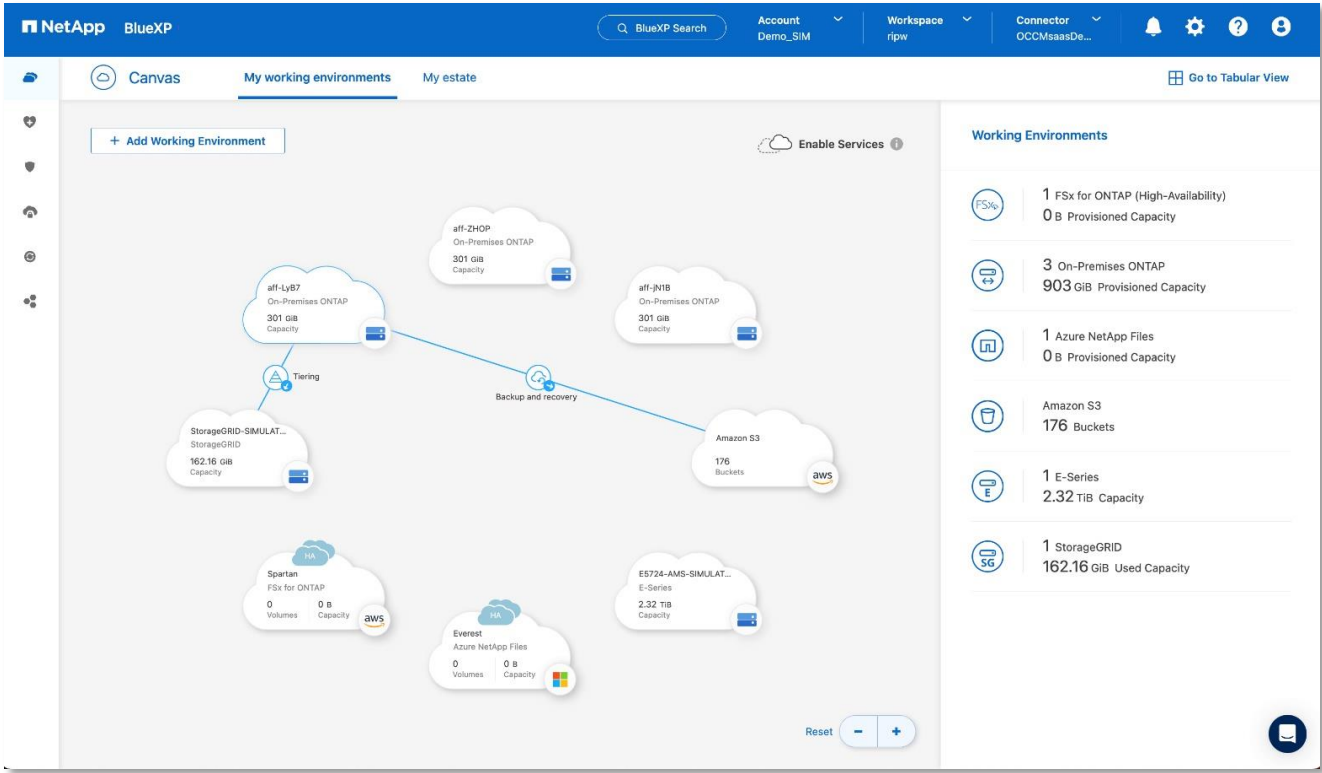 NetApp BlueXP
BlueXP Search
Account
Demo_SIM
Workspace
ripw
Connector
OCCMsaasDe...
Canvas
My working environments
My estate
Go to Tabular View
+ Add Working Environment
Enable Services
aff-ZHOP
On-Premises ONTAP
301 GiB
Capacity
aff-LyB7
On-Premises ONTAP
301 GiB
Capacity
aff-jN1B
On-Premises ONTAP
301 GiB
Capacity
Tiering
Backup and recovery
StorageGRID-SIMULAT...
StorageGRID
162.16 GiB
Capacity
Amazon S3
176
Buckets
aws
HA
Spartan
FSx for ONTAP
0 0 B
Volumes Capacity
aws
HA
Everest
Azure NetApp Files
0 0 B
Volumes Capacity
E5724-AMS-SIMULAT...
E-Series
2.32 TiB
Capacity
Reset - +
Working Environments
FSx
1 FSx for ONTAP (High-Availability)
0 B Provisioned Capacity
3 On-Premises ONTAP
903 GiB Provisioned Capacity
1 Azure NetApp Files
0 B Provisioned Capacity
Amazon S3
176 Buckets
E
1 E-Series
2.32 TiB Capacity
SG
1 StorageGRID
162.16 GiB Used Capacity